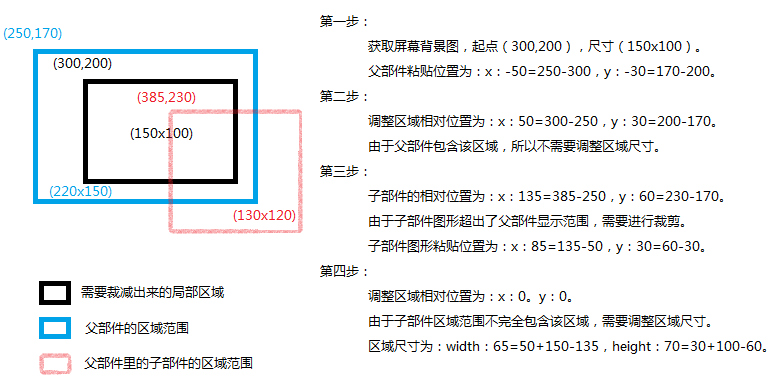 (250,170)
(300,200)
(385,230)
(150x100)
(220x150)
(130x120)
需要裁减出来的局部区域
父部件的区域范围
父部件里的子部件的区域范围
第一步：
获取屏幕背景图，起点（300,200），尺寸（150x100）。
父部件粘贴位置为：x：-50=250-300，y：-30=170-200。
第二步：
调整区域相对位置为：x：50=300-250，y：30=200-170。
由于父部件包含该区域，所以不需要调整区域尺寸。
第三步：
子部件的相对位置为：x：135=385-250，y：60=230-170。
由于子部件图形超出了父部件显示范围，需要进行裁剪。
子部件图形粘贴位置为：x：85=135-50，y：30=60-30。
第四步：
调整区域相对位置为：x：0。y：0。
由于子部件区域范围不完全包含该区域，需要调整区域尺寸。
区域尺寸为：width：65=50+150-135，height：70=30+100-60。